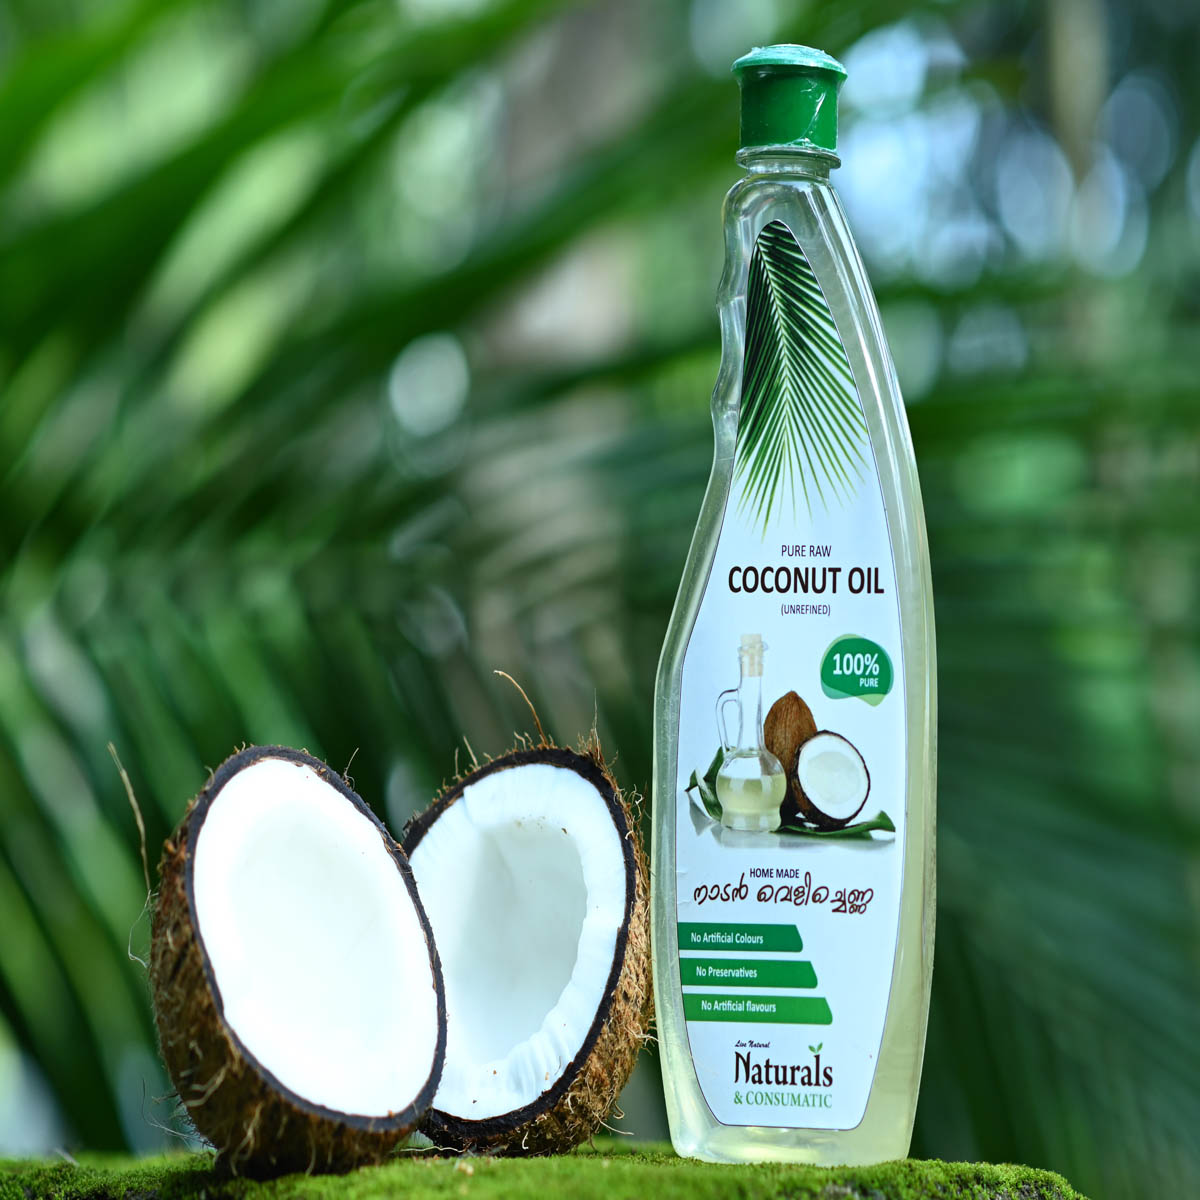 PURE RAW
COCONUT OIL
(UNREFINED)
100%
PURE
HOME MADE
നാടൻ വെളിച്ചെണ്ണ
No Artificial Colours
No Preservatives
No Artificial flavours
Live Natural
Naturals
& CONSUMATIC